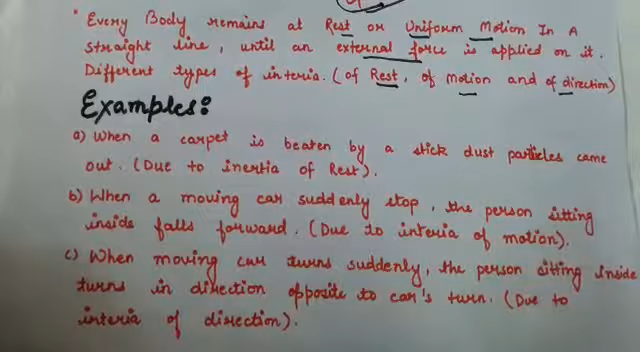 * Every Body remains at Rest or Uniform Motion In A
straight line, until an external force is applied on it.
Different types of interia. (of Rest, of motion and of direction)
Examples:
a) When a carpet is beaten by a stick dust particles came
out. (Due to inertia of Rest).
b) When a moving car suddenly stop, the person sitting
inside falls forward. (Due to interia of motion).
c) When moving car turns suddenly, the person sitting inside
turns in direction opposite to car's turn. (Due to
interia of direction).